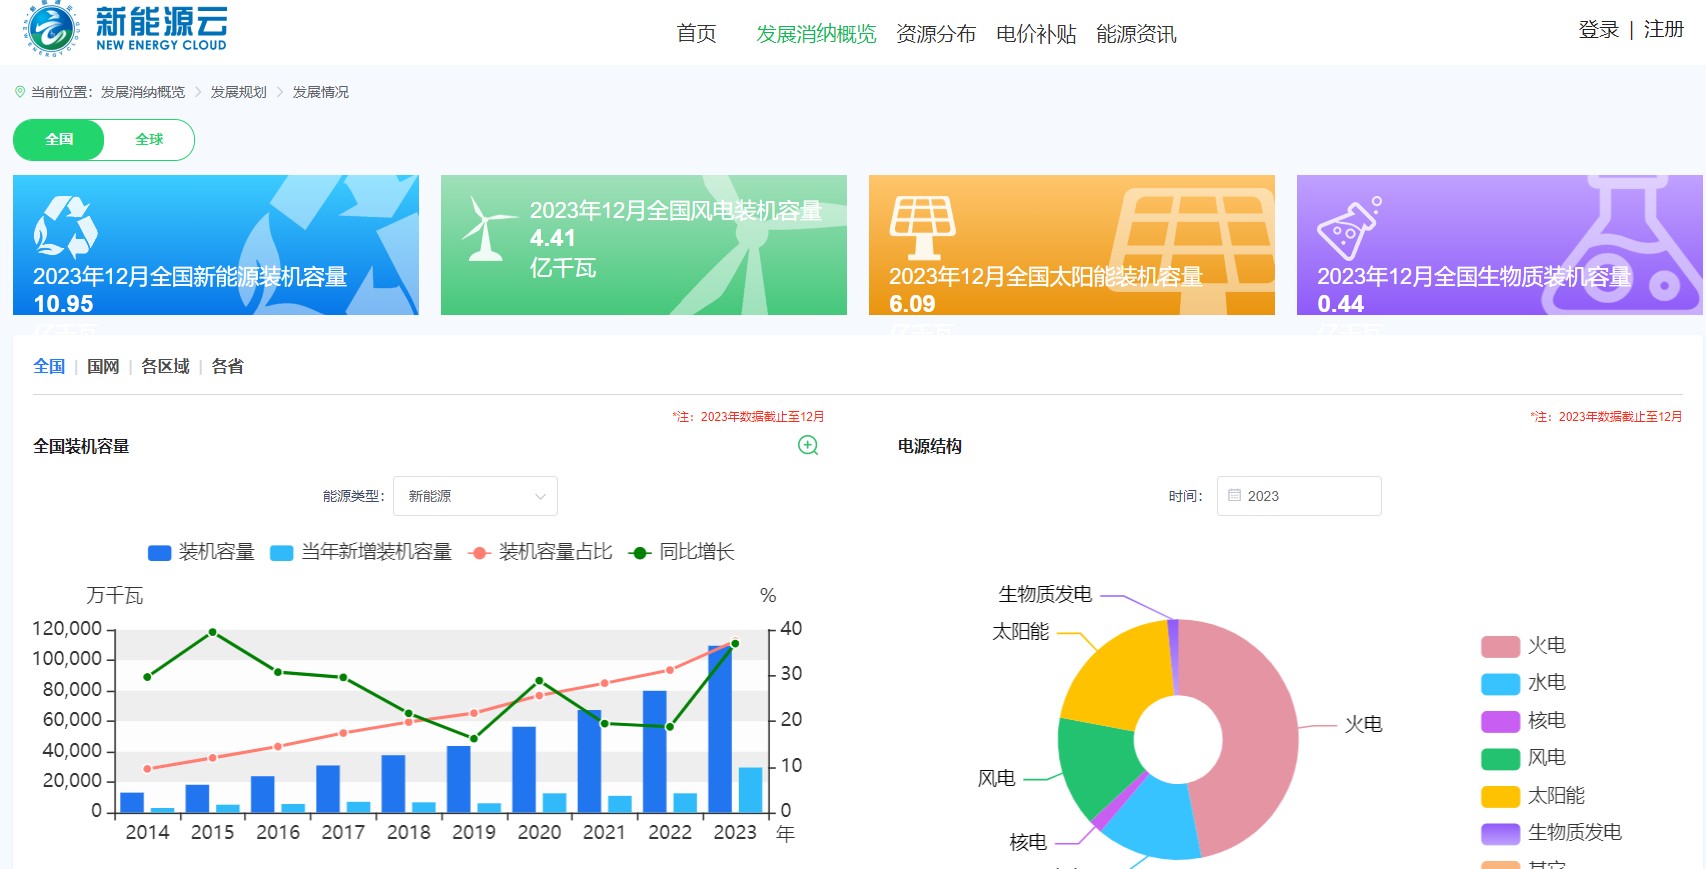 新能源云
NEW ENERGY CLOUD
首页 发展消纳概览 资源分布 电价补贴 能源资讯
登录 | 注册
当前位置：发展消纳概览 > 发展规划 > 发展情况
全国 全球
2023年12月全国新能源装机容量
10.95
亿千瓦
2023年12月全国风电装机容量
4.41
亿千瓦
2023年12月全国太阳能装机容量
6.09
亿千瓦
2023年12月全国生物质装机容量
0.44
亿千瓦
全国 | 国网 | 各区域 | 各省
*注：2023年数据截止至12月
全国装机容量
能源类型： 新能源
装机容量 当年新增装机容量 装机容量占比 同比增长
万千瓦 %
120,000
100,000
80,000
60,000
40,000
20,000
0
40
30
20
10
0
2014 2015 2016 2017 2018 2019 2020 2021 2022 2023 年
*注：2023年数据截止至12月
电源结构
时间： 2023
生物质发电
太阳能
风电
核电
火电
火电
水电
核电
风电
太阳能
生物质发电
其它